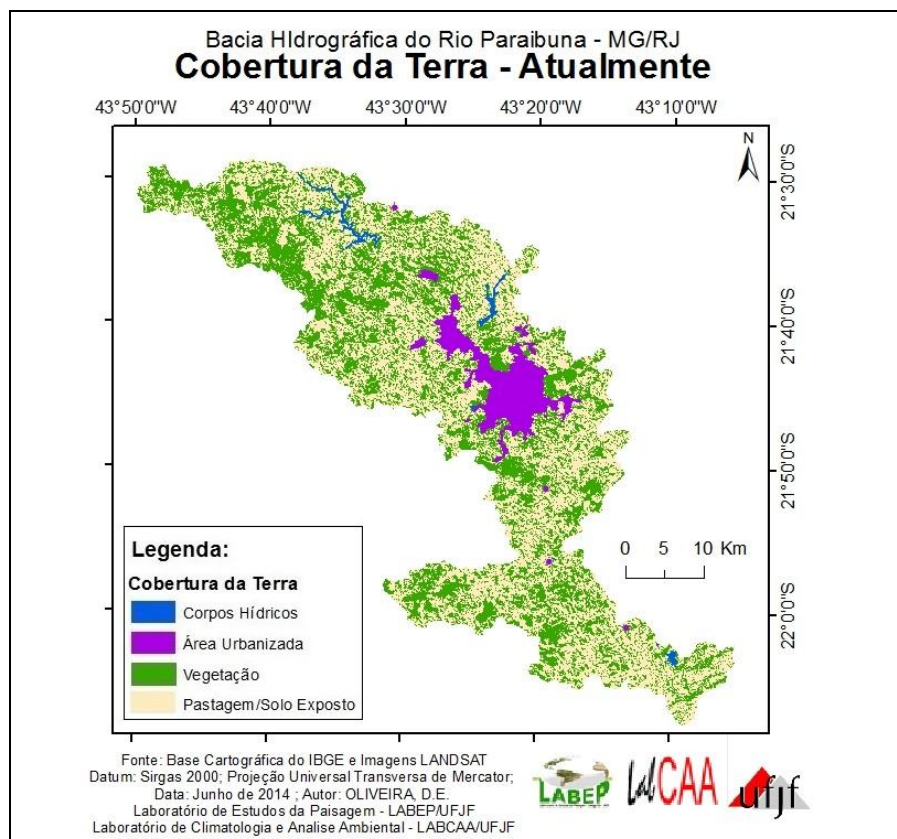 Bacia HIdrográfica do Rio Paraibuna - MG/RJ
Cobertura da Terra - Atualmente
43°50'0"W 43°40'0"W 43°30'0"W 43°20'0"W 43°10'0"W
N
21°30'0"S
21°40'0"S
21°50'0"S
22°0'0"S
0 5 10 Km
Legenda:
Cobertura da Terra
Corpos Hídricos
Área Urbanizada
Vegetação
Pastagem/Solo Exposto
Fonte: Base Cartográfica do IBGE e Imagens LANDSAT
Datum: Sirgas 2000; Projeção Universal Transversa de Mercator;
Data: Junho de 2014 ; Autor: OLIVEIRA, D.E.
Laboratório de Estudos da Paisagem - LABEP/UFJF
Laboratório de Climatologia e Analise Ambiental - LABCAA/UFJF
LABEP
LabCAA
ufjf